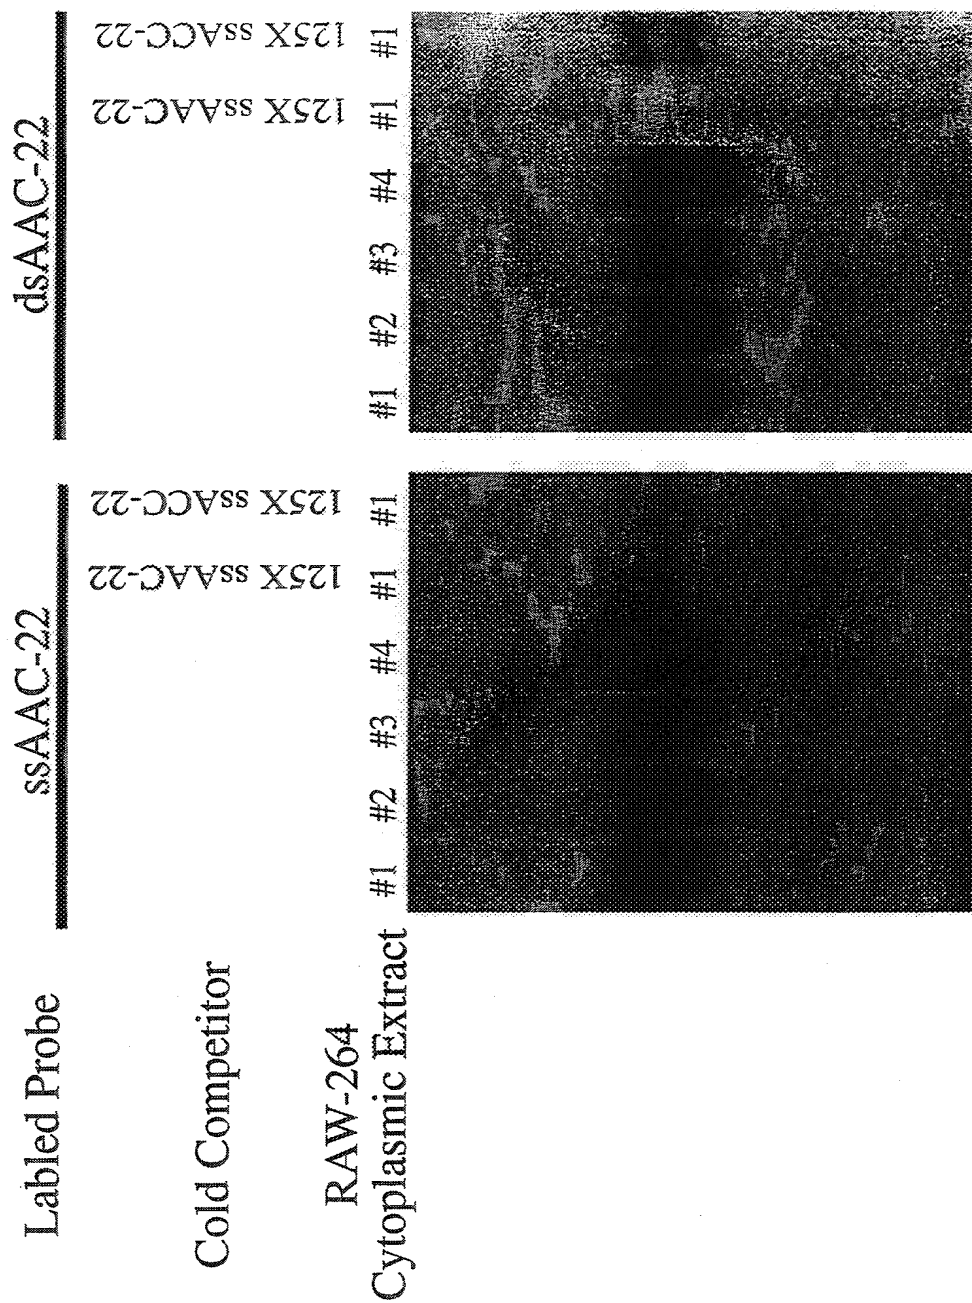 Labled Probe
ssAAC-22
dsAAC-22
Cold Competitor
125X ssAAC-22
125X ssACC-22
125X ssAAC-22
125X ssACC-22
RAW-264
Cytoplasmic Extract
#1 #2 #3 #4 #1 #1
#1 #2 #3 #4 #1 #1